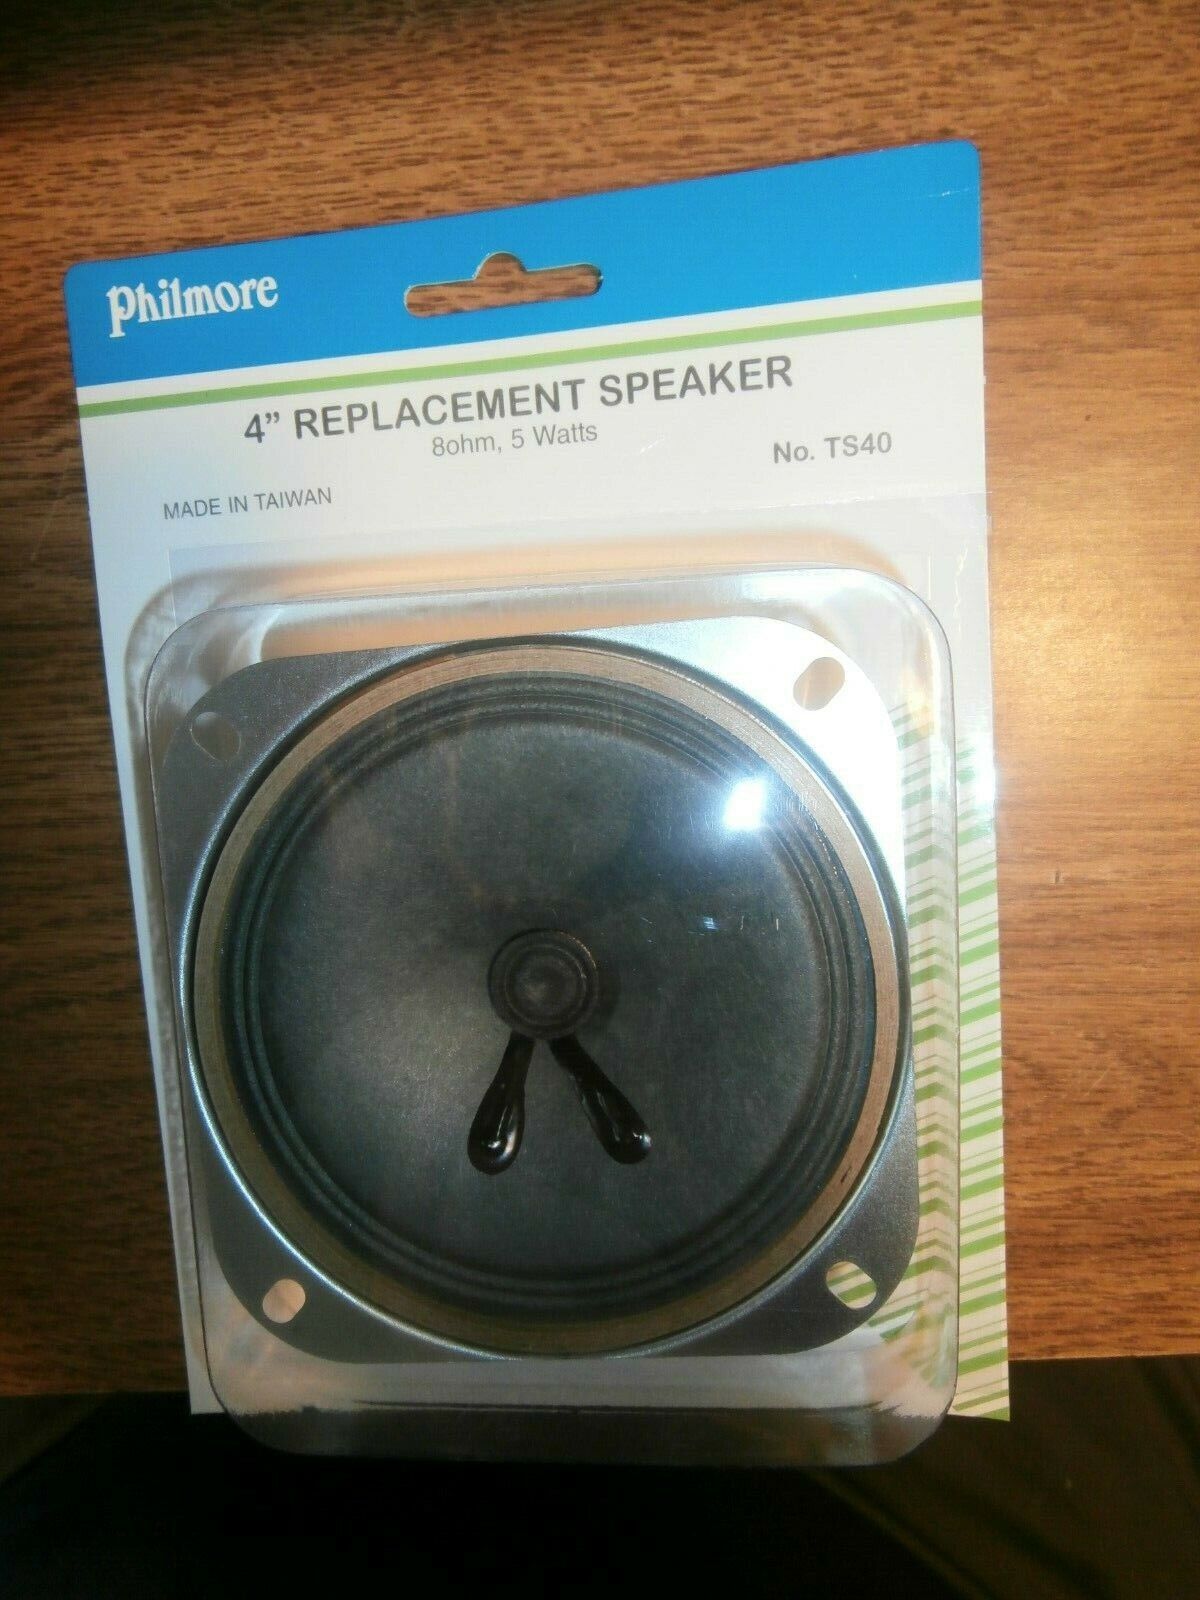 Philmore
4” REPLACEMENT SPEAKER
8ohm, 5 Watts
No. TS40
MADE IN TAIWAN